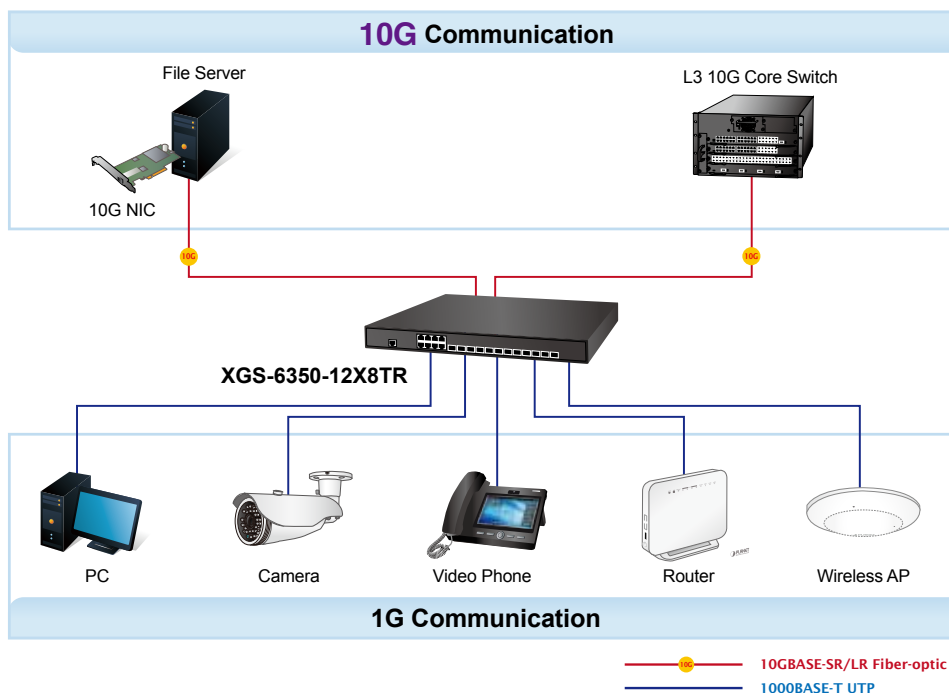 10G Communication
File Server
L3 10G Core Switch
10G NIC
10G
10G
XGS-6350-12X8TR
PC
Camera
Video Phone
Router
Wireless AP
PLANET
1G Communication
10G
10GBASE-SR/LR Fiber-optic
1000BASE-T UTP